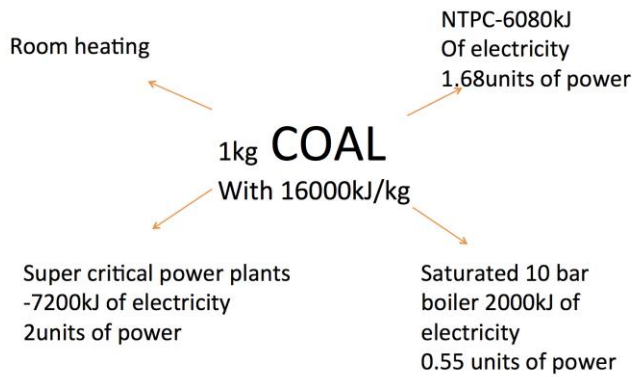 Room heating
NTPC-6080kJ
Of electricity
1.68units of power
1kg COAL
With 16000kJ/kg
Super critical power plants
-7200kJ of electricity
2units of power
Saturated 10 bar
boiler 2000kJ of
electricity
0.55 units of power